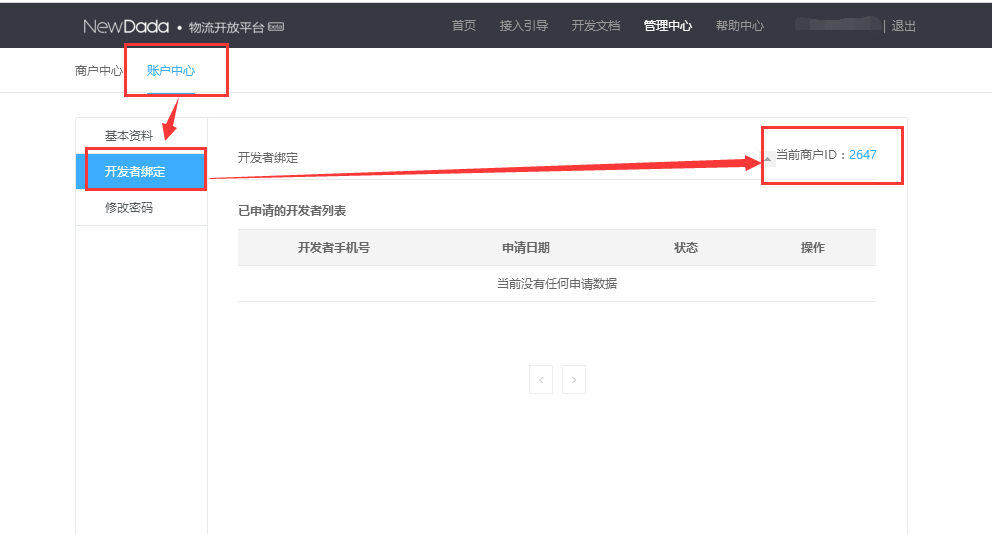 NewDada • 物流开放平台 Beta
首页 接入引导 开发文档 管理中心 帮助中心 | 退出
商户中心 账户中心
基本资料
开发者绑定
修改密码
开发者绑定
当前商户ID：2647
已申请的开发者列表
开发者手机号 申请日期 状态 操作
当前没有任何申请数据